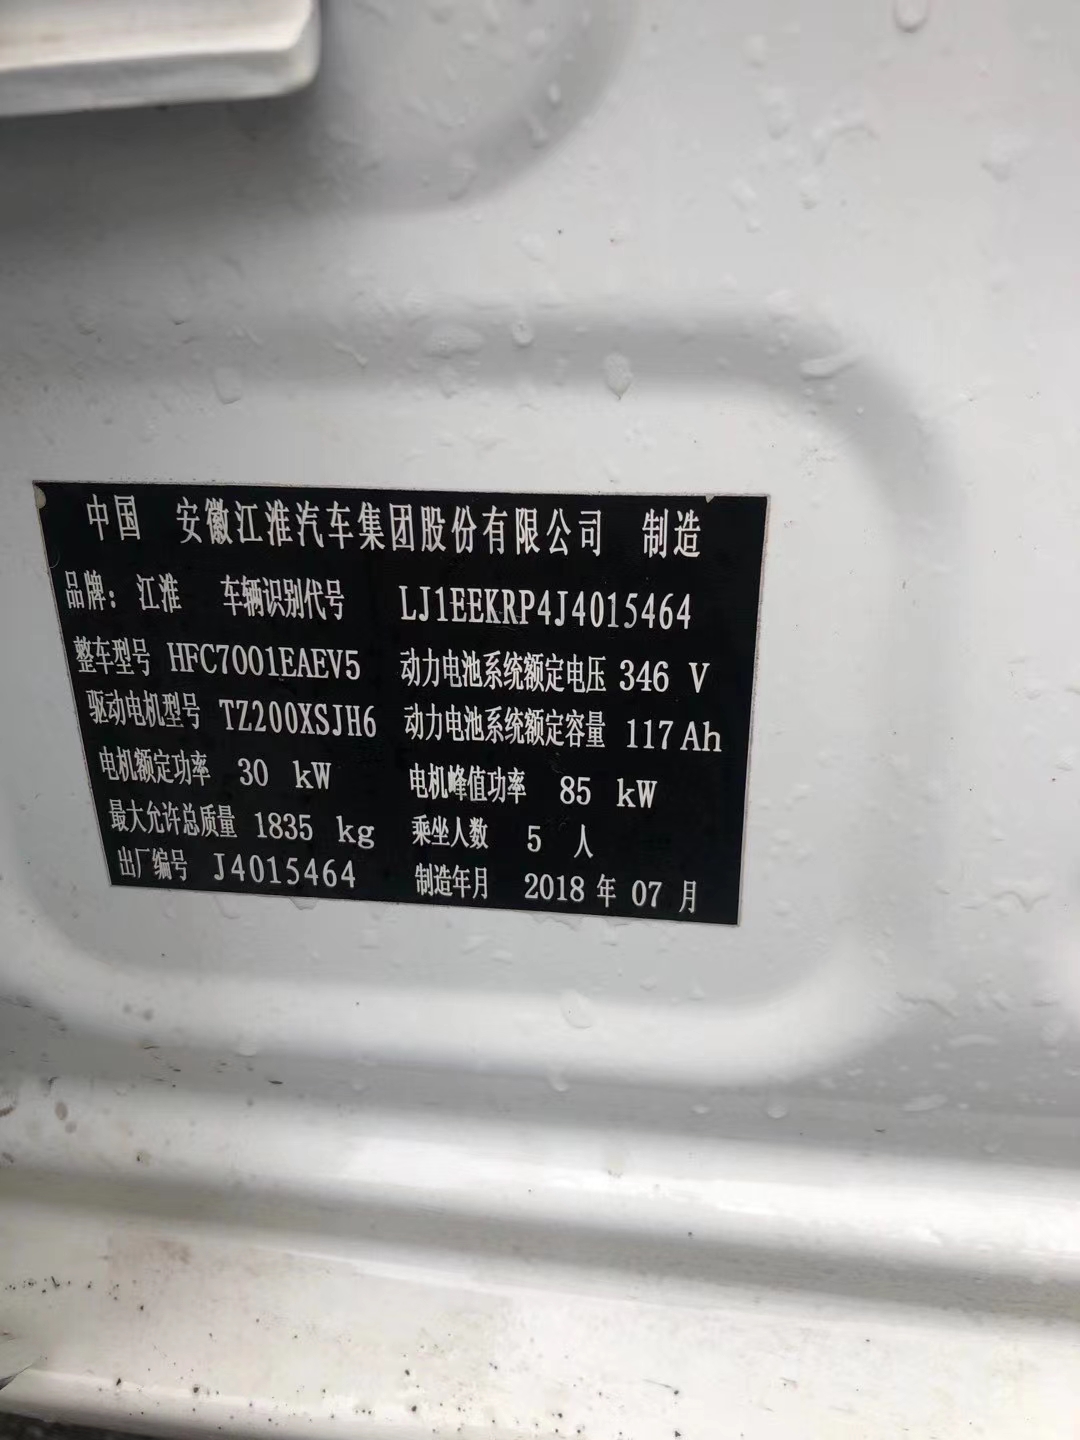 中国 安徽江淮汽车集团股份有限公司 制造
品牌: 江淮 车辆识别代号 LJ1EEKRP4J4015464
整车型号 HFC7001EAEV5 动力电池系统额定电压 346 V
驱动电机型号 TZ200XSJH6 动力电池系统额定容量 117 Ah
电机额定功率 30 kW 电机峰值功率 85 kW
最大允许总质量 1835 kg 乘坐人数 5 人
出厂编号 J4015464 制造年月 2018 年 07 月